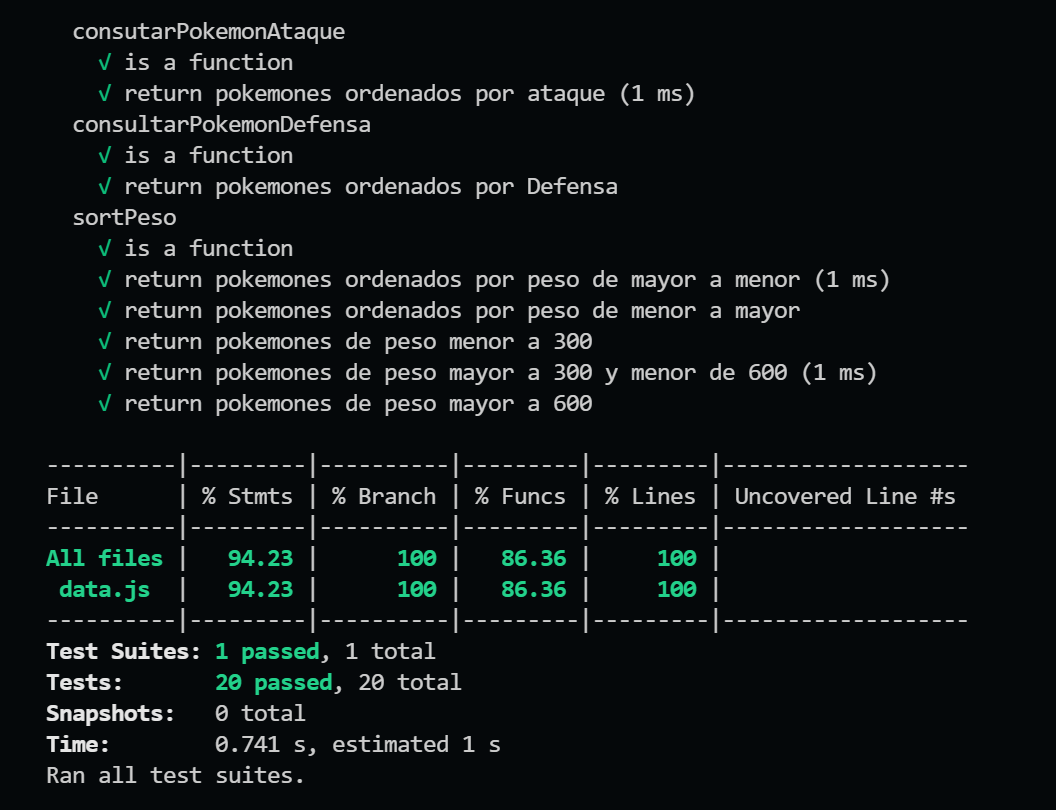 consutarPokemonAtaque
√ is a function
√ return pokemones ordenados por ataque (1 ms)
consultarPokemonDefensa
√ is a function
√ return pokemones ordenados por Defensa
sortPeso
√ is a function
√ return pokemones ordenados por peso de mayor a menor (1 ms)
√ return pokemones ordenados por peso de menor a mayor
√ return pokemones de peso menor a 300
√ return pokemones de peso mayor a 300 y menor de 600 (1 ms)
√ return pokemones de peso mayor a 600
----------|---------|----------|---------|---------|-------------------
File      | % Stmts | % Branch | % Funcs | % Lines | Uncovered Line #s
----------|---------|----------|---------|---------|-------------------
All files |   94.23 |      100 |   86.36 |     100 |
 data.js  |   94.23 |      100 |   86.36 |     100 |
----------|---------|----------|---------|---------|-------------------
Test Suites: 1 passed, 1 total
Tests:       20 passed, 20 total
Snapshots:   0 total
Time:        0.741 s, estimated 1 s
Ran all test suites.